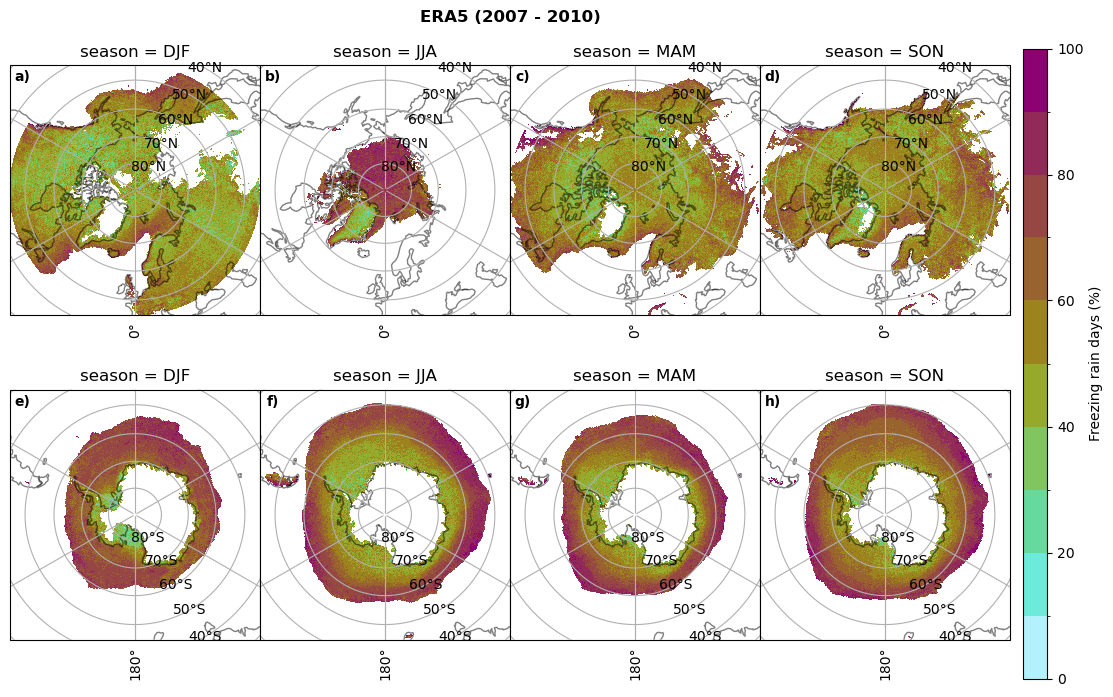 ERA5 (2007 - 2010)
season = DJF
season = JJA
season = MAM
season = SON
a)
40°N
50°N
60°N
70°N
80°N
0°
b)
40°N
50°N
60°N
70°N
80°N
0°
c)
40°N
50°N
60°N
70°N
80°N
0°
d)
40°N
50°N
60°N
70°N
80°N
0°
season = DJF
season = JJA
season = MAM
season = SON
e)
80°S
70°S
60°S
50°S
40°S
180°
f)
80°S
70°S
60°S
50°S
40°S
180°
g)
80°S
70°S
60°S
50°S
40°S
180°
h)
80°S
70°S
60°S
50°S
40°S
180°
100
80
60
40
20
0
Freezing rain days (%)